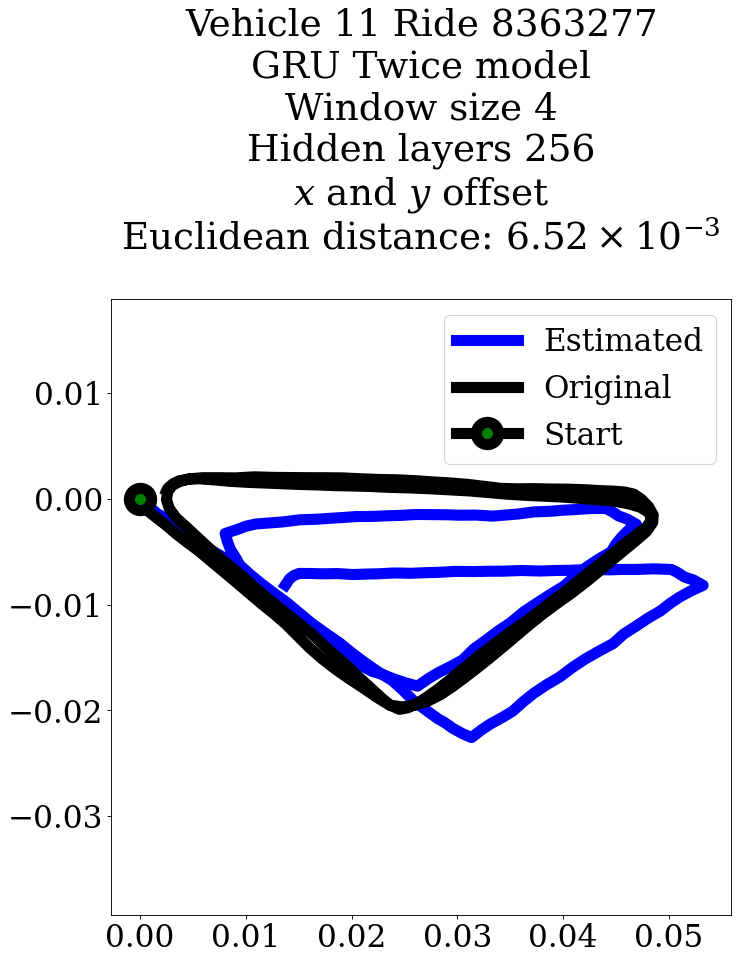 Vehicle 11 Ride 8363277
GRU Twice model
Window size 4
Hidden layers 256
x and y offset
Euclidean distance: 6.52 × 10⁻³
Estimated
Original
Start
0.01
0.00
−0.01
−0.02
−0.03
0.00 0.01 0.02 0.03 0.04 0.05